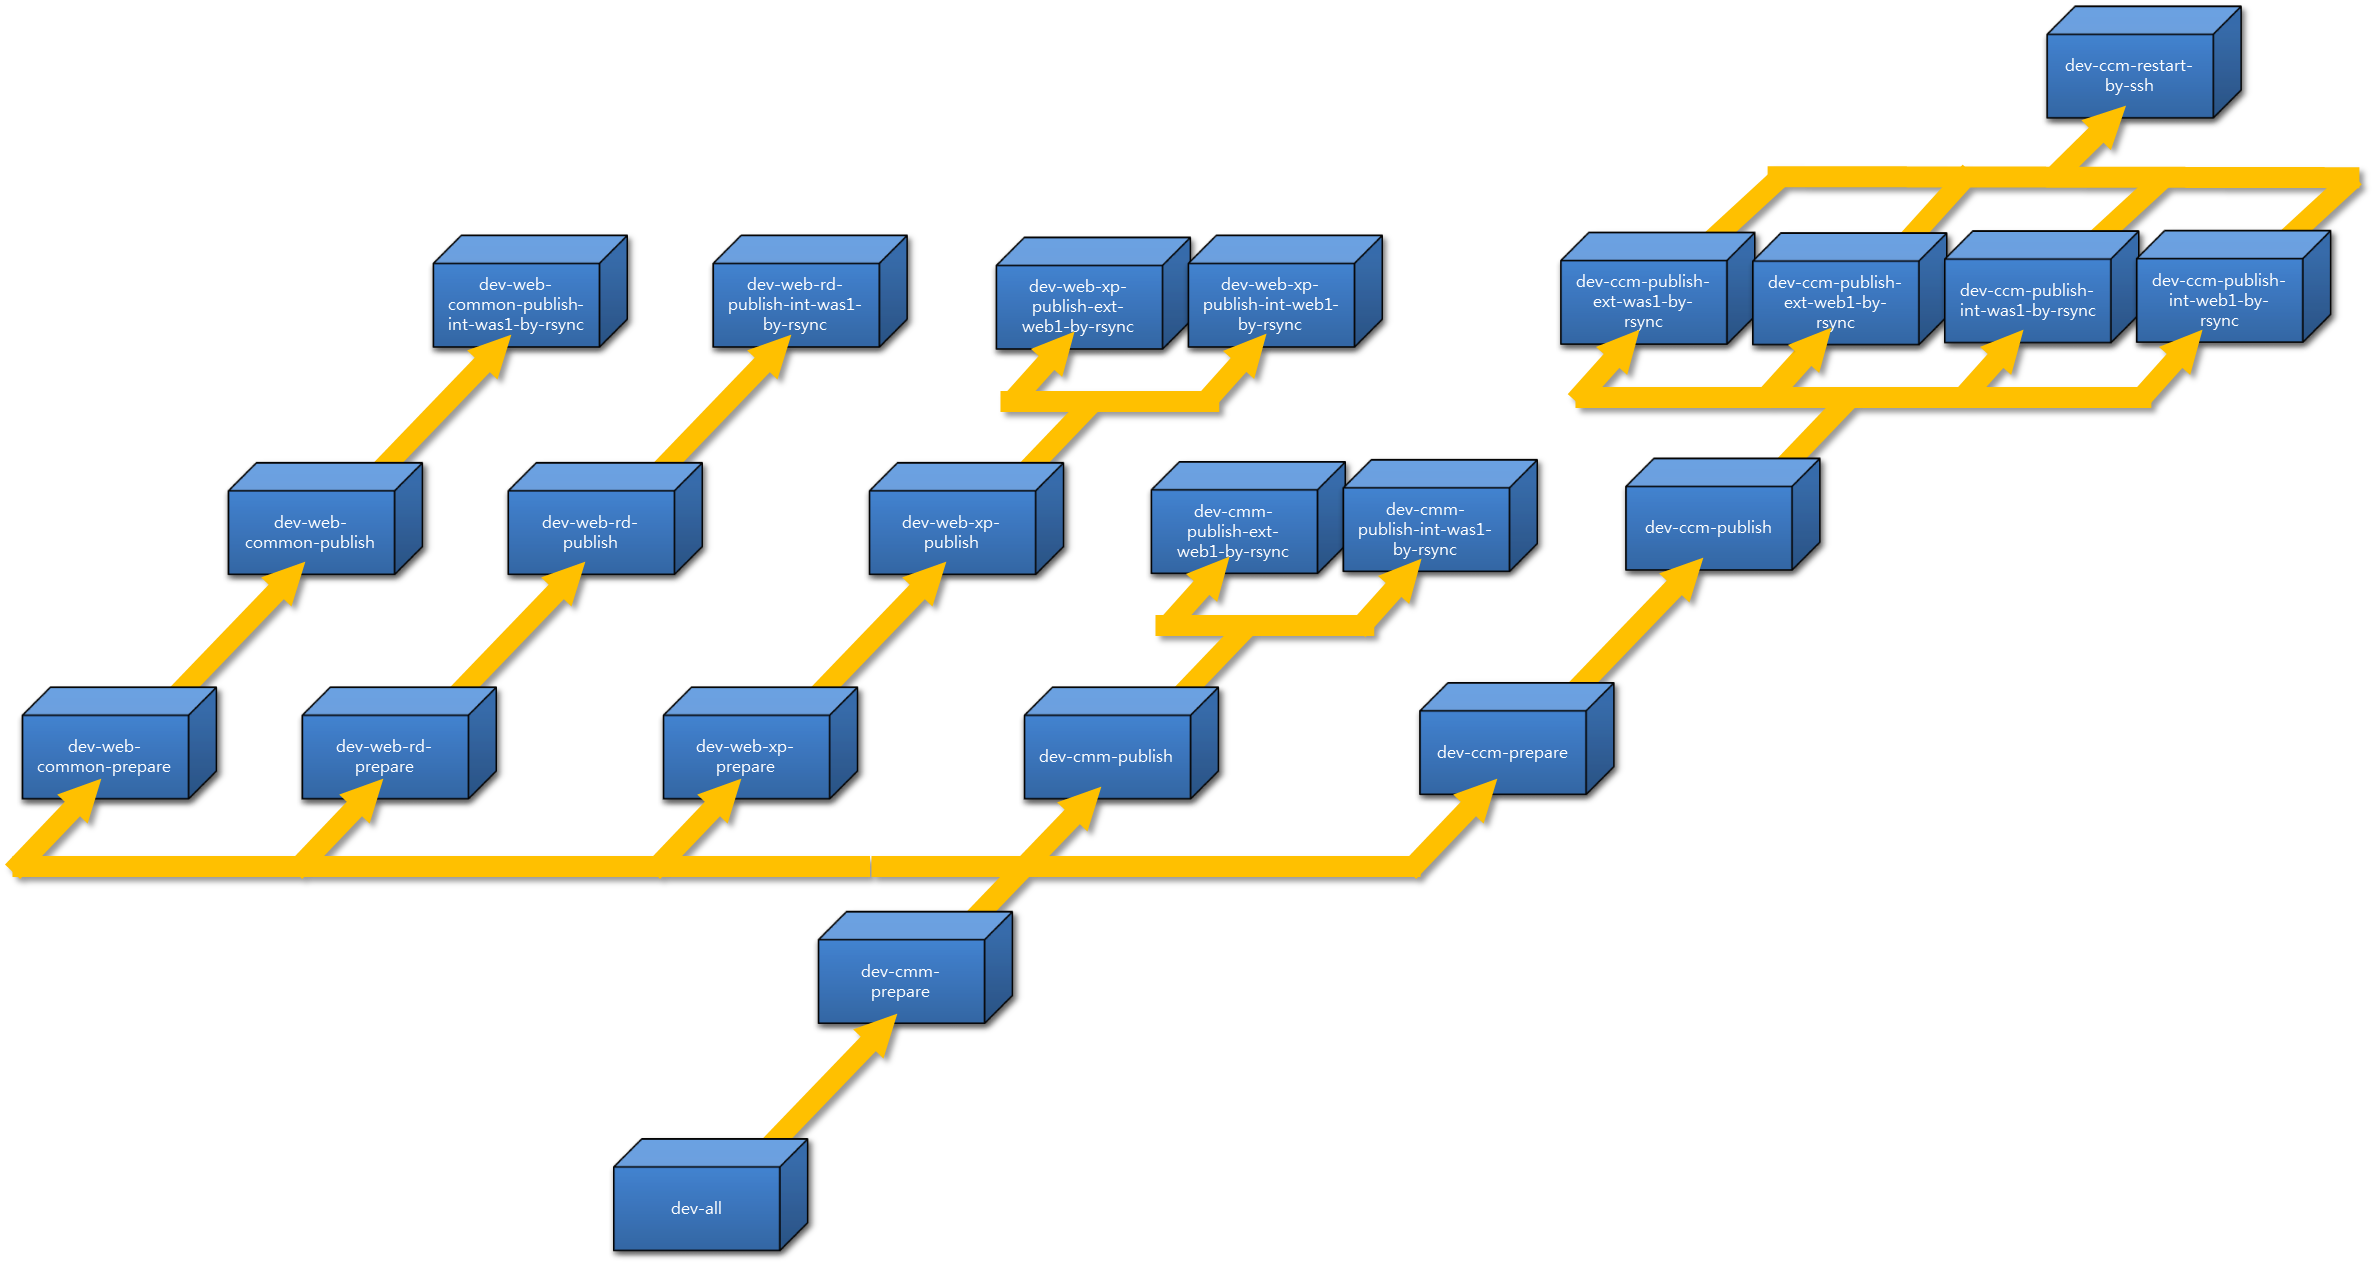 dev-ccm-restart-
by-ssh
dev-web-
common-publish-
int-was1-by-rsync
dev-web-rd-
publish-int-was1-
by-rsync
dev-web-xp-
publish-ext-
web1-by-rsync
dev-web-xp-
publish-int-web1-
by-rsync
dev-ccm-publish-
ext-was1-by-
rsync
dev-ccm-publish-
ext-web1-by-
rsync
dev-ccm-publish-
int-was1-by-rsync
dev-ccm-publish-
int-web1-by-
rsync
dev-web-
common-publish
dev-web-rd-
publish
dev-web-xp-
publish
dev-cmm-
publish-ext-
web1-by-rsync
dev-cmm-
publish-int-was1-
by-rsync
dev-ccm-publish
dev-web-
common-prepare
dev-web-rd-
prepare
dev-web-xp-
prepare
dev-cmm-publish
dev-ccm-prepare
dev-cmm-
prepare
dev-all